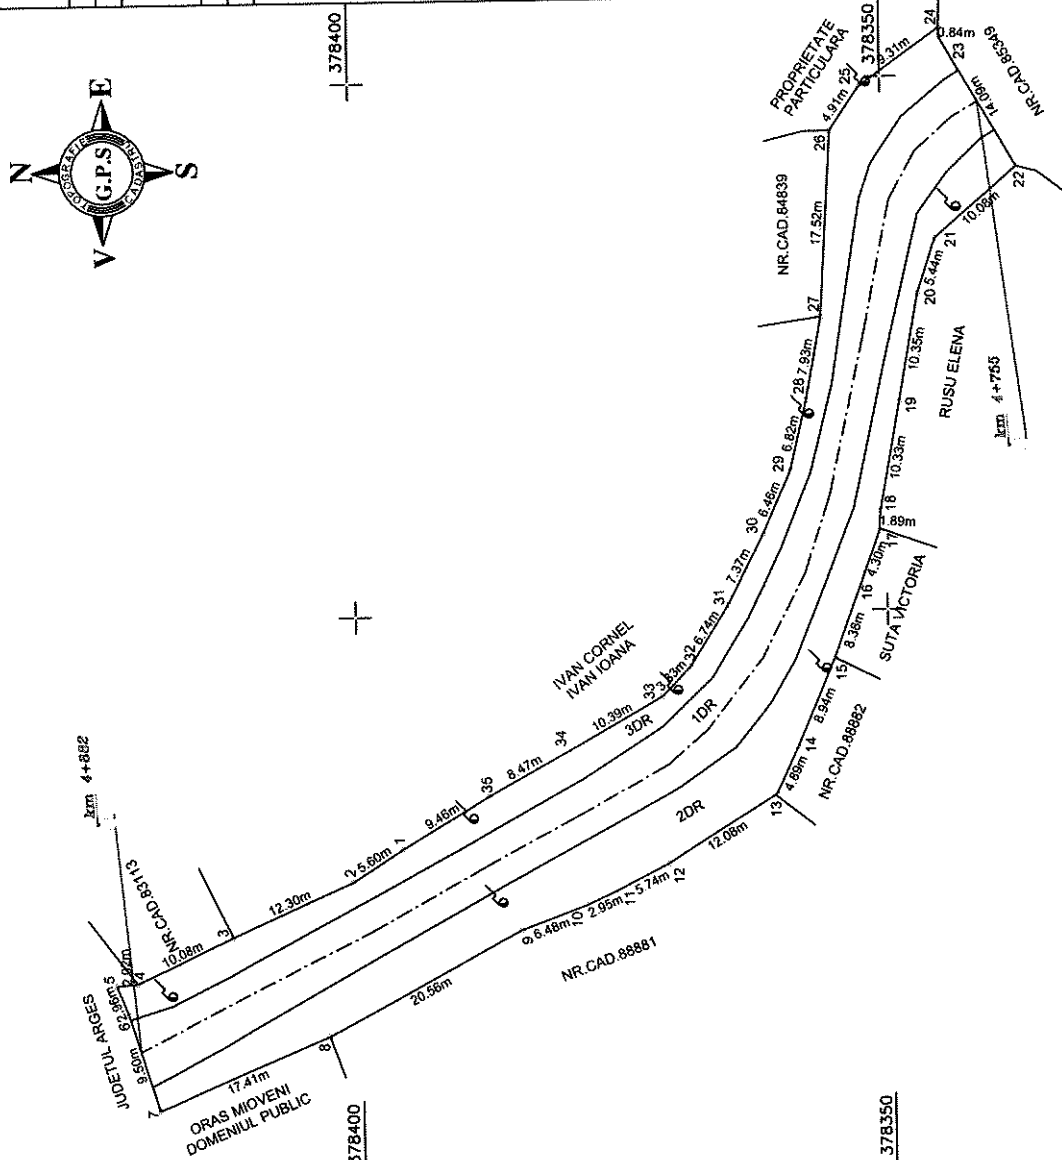 378400
378350
N
E
S
V
TOPOGRAFIE
G.P.S
CADASTRU
PROPRIETATE
PARTICULARA
24
0.84m
23
NR.CAD.85349
14.09m
22
25
4.91m
26
NR.CAD.84839
17.52m
27
10.08m
21
5.44m
20
28
7.93m
6.82m
29
10.35m
19
RUSU ELENA
km 4+755
6.46m
30
10.33m
18
1.89m
17
7.37m
31
4.30m
16
SUTA VICTORIA
6.74m
32
8.38m
15
IVAN CORNEL
IVAN IOANA
33
10.39m
3DR
1DR
8.94m
14
NR.CAD.88882
34
4.89m
13
8.47m
35
2DR
km 4+882
9.46m
1
12.08m
5.60m
2
12
5.74m
11
2.95m
10
NR.CAD.83113
12.30m
3
6.48m
9
NR.CAD.88881
10.08m
4
5
2.96m
6
20.56m
JUDETUL ARGES
9.50m
8
7
17.41m
ORAS MIOVENI
DOMENIUL PUBLIC
378400
378350